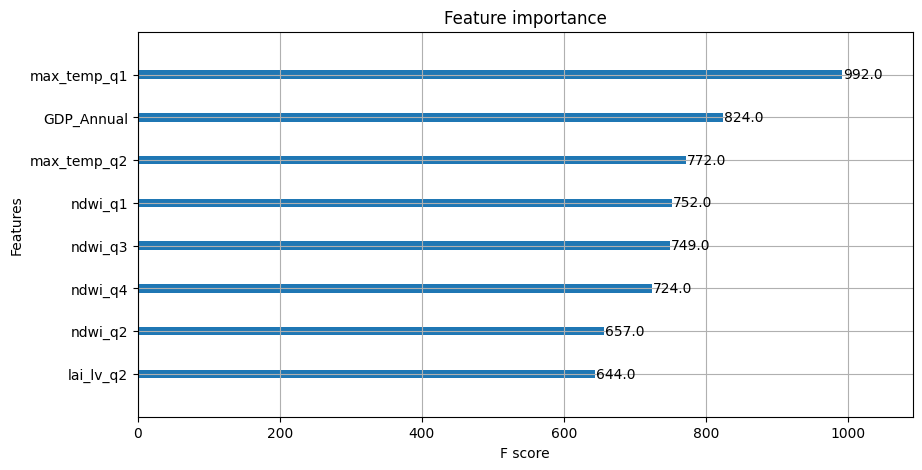 Feature importance
max_temp_q1 992.0
GDP_Annual 824.0
max_temp_q2 772.0
ndwi_q1 752.0
ndwi_q3 749.0
ndwi_q4 724.0
ndwi_q2 657.0
lai_lv_q2 644.0
Features
0 200 400 600 800 1000
F score